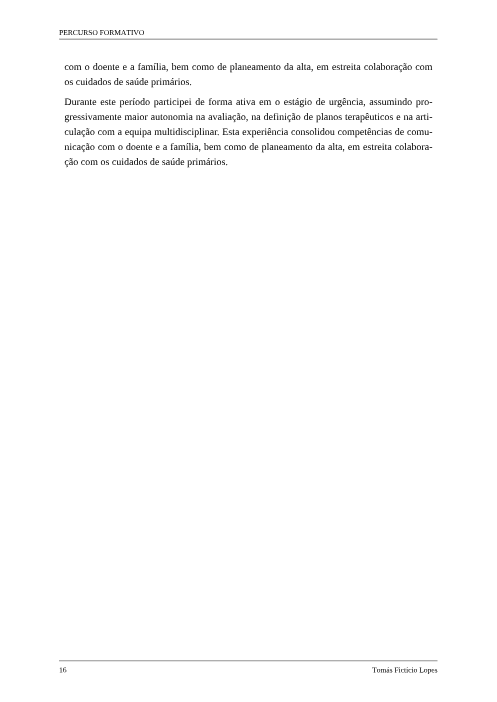 PERCURSO FORMATIVO
com o doente e a família, bem como de planeamento da alta, em estreita colaboração com
os cuidados de saúde primários.
Durante este período participei de forma ativa em o estágio de urgência, assumindo pro-
gressivamente maior autonomia na avaliação, na definição de planos terapêuticos e na arti-
culação com a equipa multidisciplinar. Esta experiência consolidou competências de comu-
nicação com o doente e a família, bem como de planeamento da alta, em estreita colabora-
ção com os cuidados de saúde primários.
16 Tomás Fictício Lopes